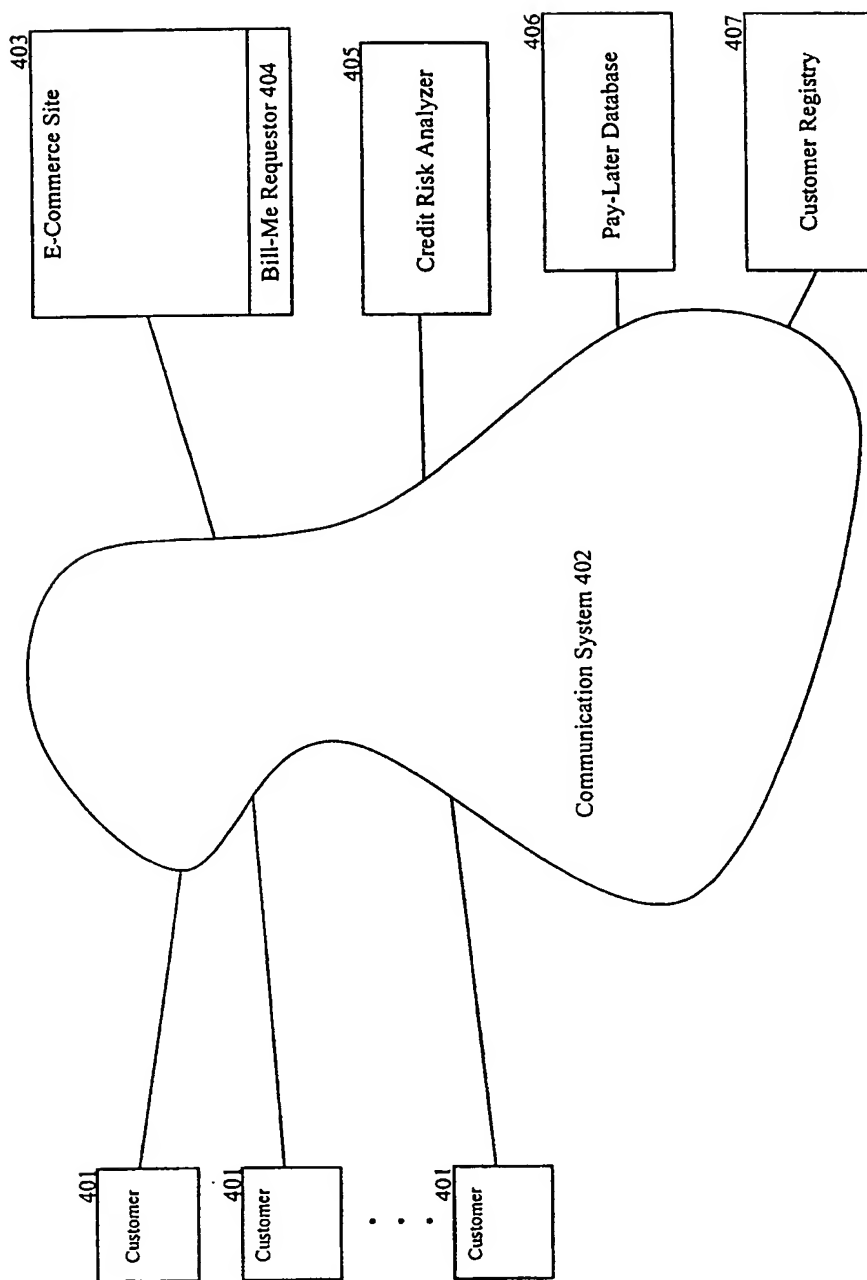 403
E-Commerce Site
Bill-Me Requestor 404
405
Credit Risk Analyzer
406
Pay-Later Database
407
Customer Registry
Communication System 402
401
Customer
401
Customer
. . .
401
Customer